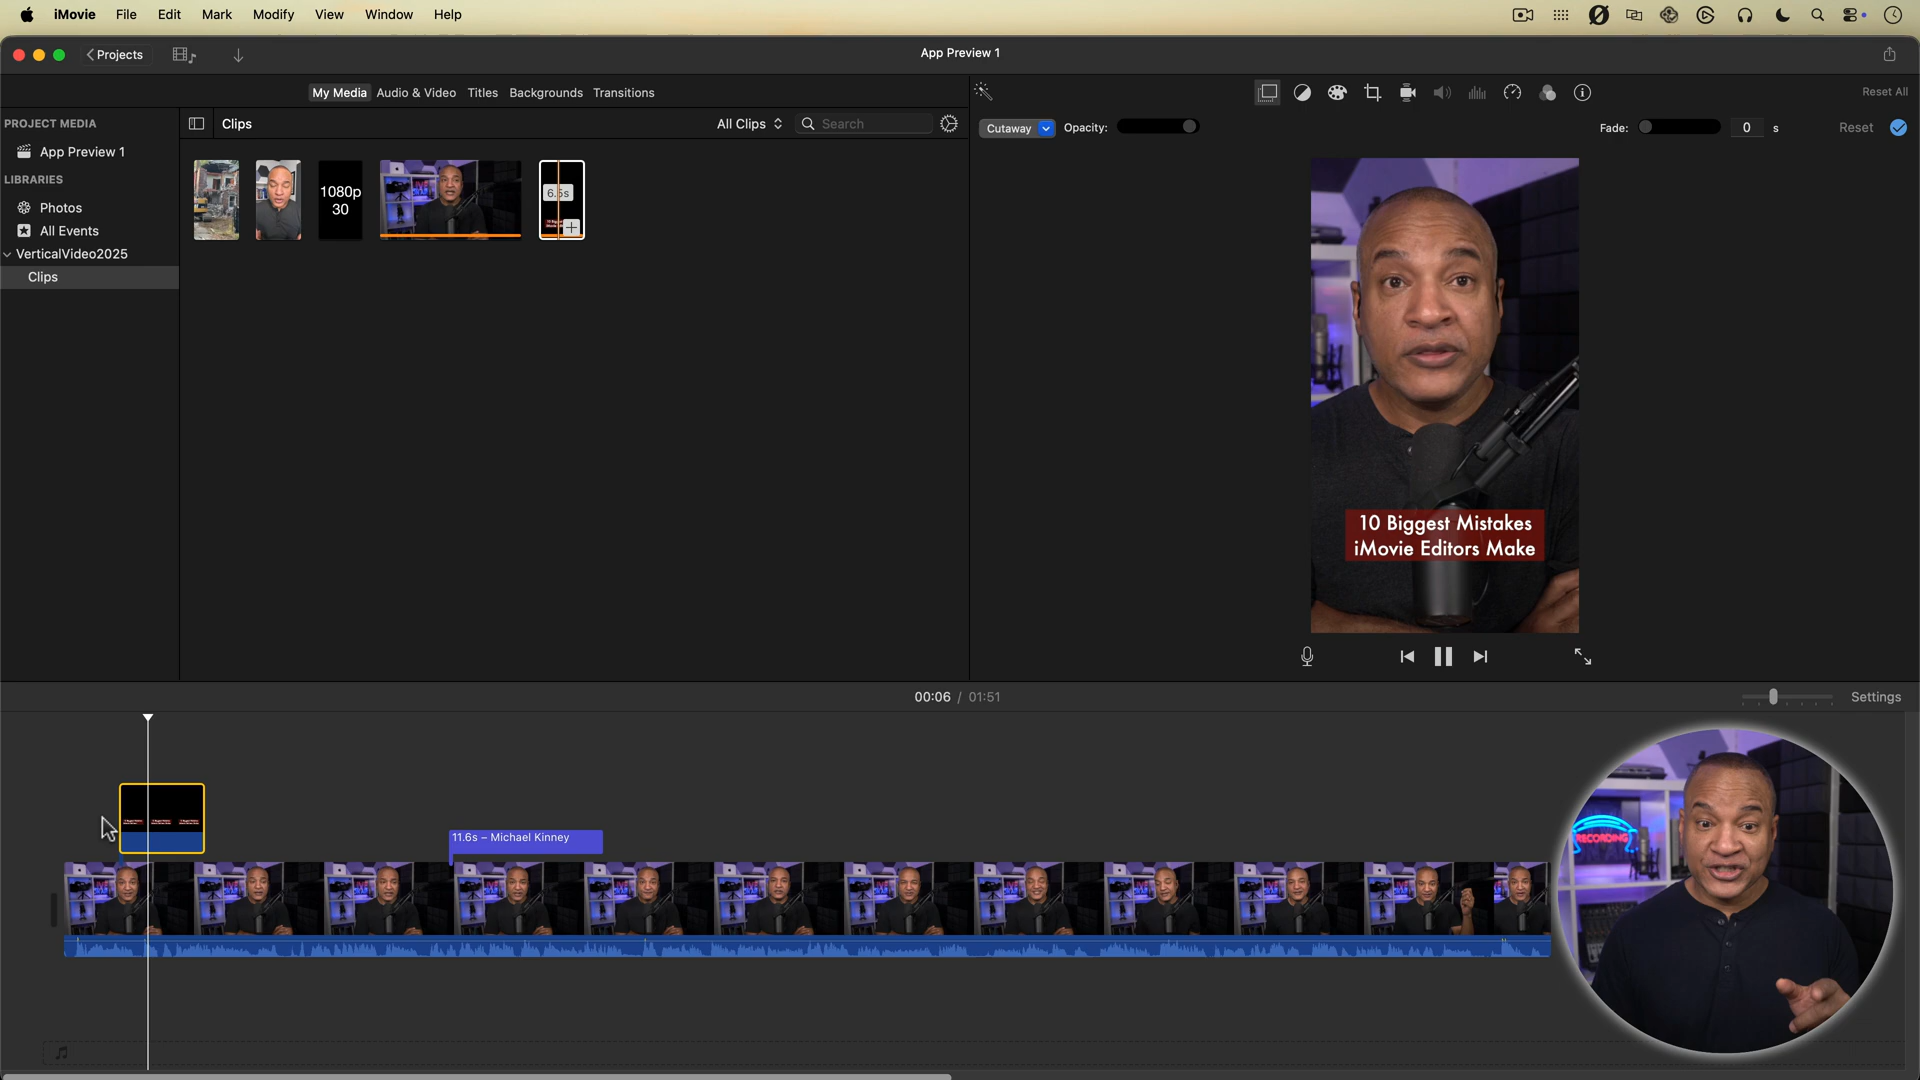 iMovie File Edit Mark Modify View Window Help
Projects
App Preview 1
My Media Audio & Video Titles Backgrounds Transitions
Reset All
PROJECT MEDIA
Clips
All Clips
Search
Cutaway
Opacity:
Fade:
0 s
Reset
App Preview 1
LIBRARIES
Photos
All Events
VerticalVideo2025
Clips
1080p
30
6.5s
10 Biggest Mistakes
iMovie Editors Make
00:06 / 01:51
Settings
11.6s – Michael Kinney
RECORDING